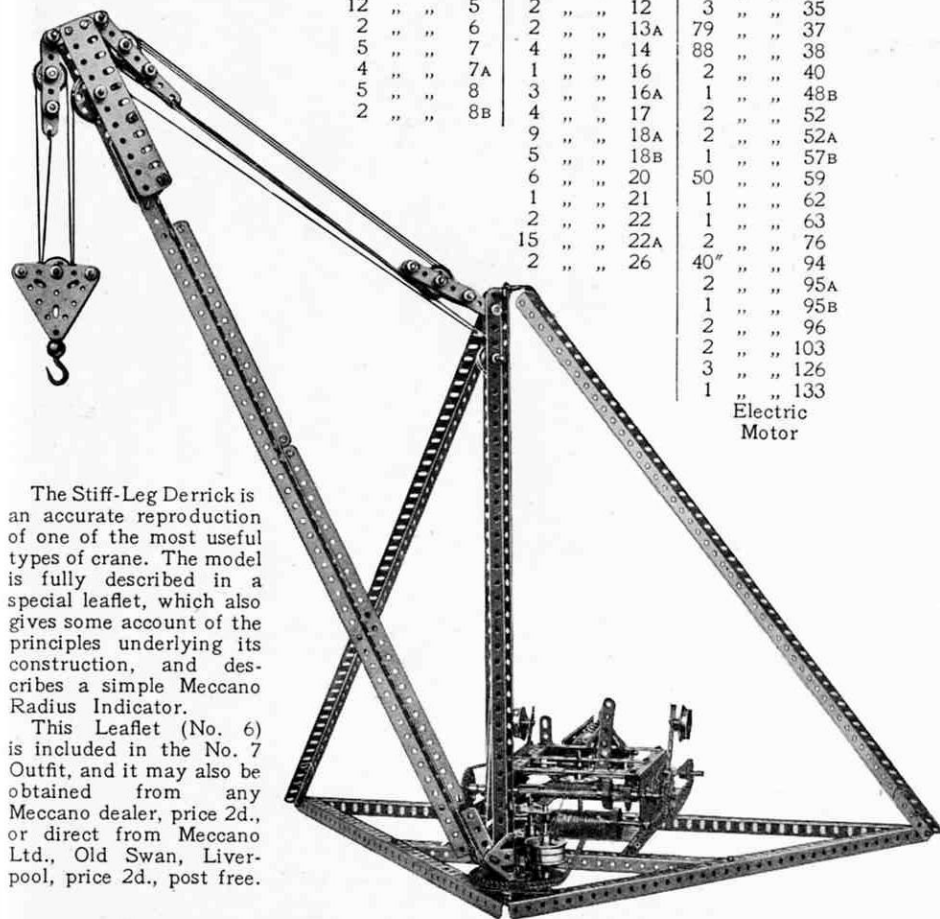 12 ,, ,, 5
2 ,, ,, 6
5 ,, ,, 7
4 ,, ,, 7A
5 ,, ,, 8
2 ,, ,, 8B
2 ,, ,, 12
2 ,, ,, 13A
4 ,, ,, 14
1 ,, ,, 16
3 ,, ,, 16A
4 ,, ,, 17
9 ,, ,, 18A
5 ,, ,, 18B
6 ,, ,, 20
1 ,, ,, 21
2 ,, ,, 22
15 ,, ,, 22A
2 ,, ,, 26
3 ,, ,, 35
79 ,, ,, 37
88 ,, ,, 38
2 ,, ,, 40
1 ,, ,, 48B
2 ,, ,, 52
2 ,, ,, 52A
1 ,, ,, 57B
50 ,, ,, 59
1 ,, ,, 62
1 ,, ,, 63
2 ,, ,, 76
40″ ,, ,, 94
2 ,, ,, 95A
1 ,, ,, 95B
2 ,, ,, 96
2 ,, ,, 103
3 ,, ,, 126
1 ,, ,, 133
Electric
Motor
The Stiff-Leg Derrick is
an accurate reproduction
of one of the most useful
types of crane. The model
is fully described in a
special leaflet, which also
gives some account of the
principles underlying its
construction, and des-
cribes a simple Meccano
Radius Indicator.
This Leaflet (No. 6)
is included in the No. 7
Outfit, and it may also be
obtained from any
Meccano dealer, price 2d.,
or direct from Meccano
Ltd., Old Swan, Liver-
pool, price 2d., post free.